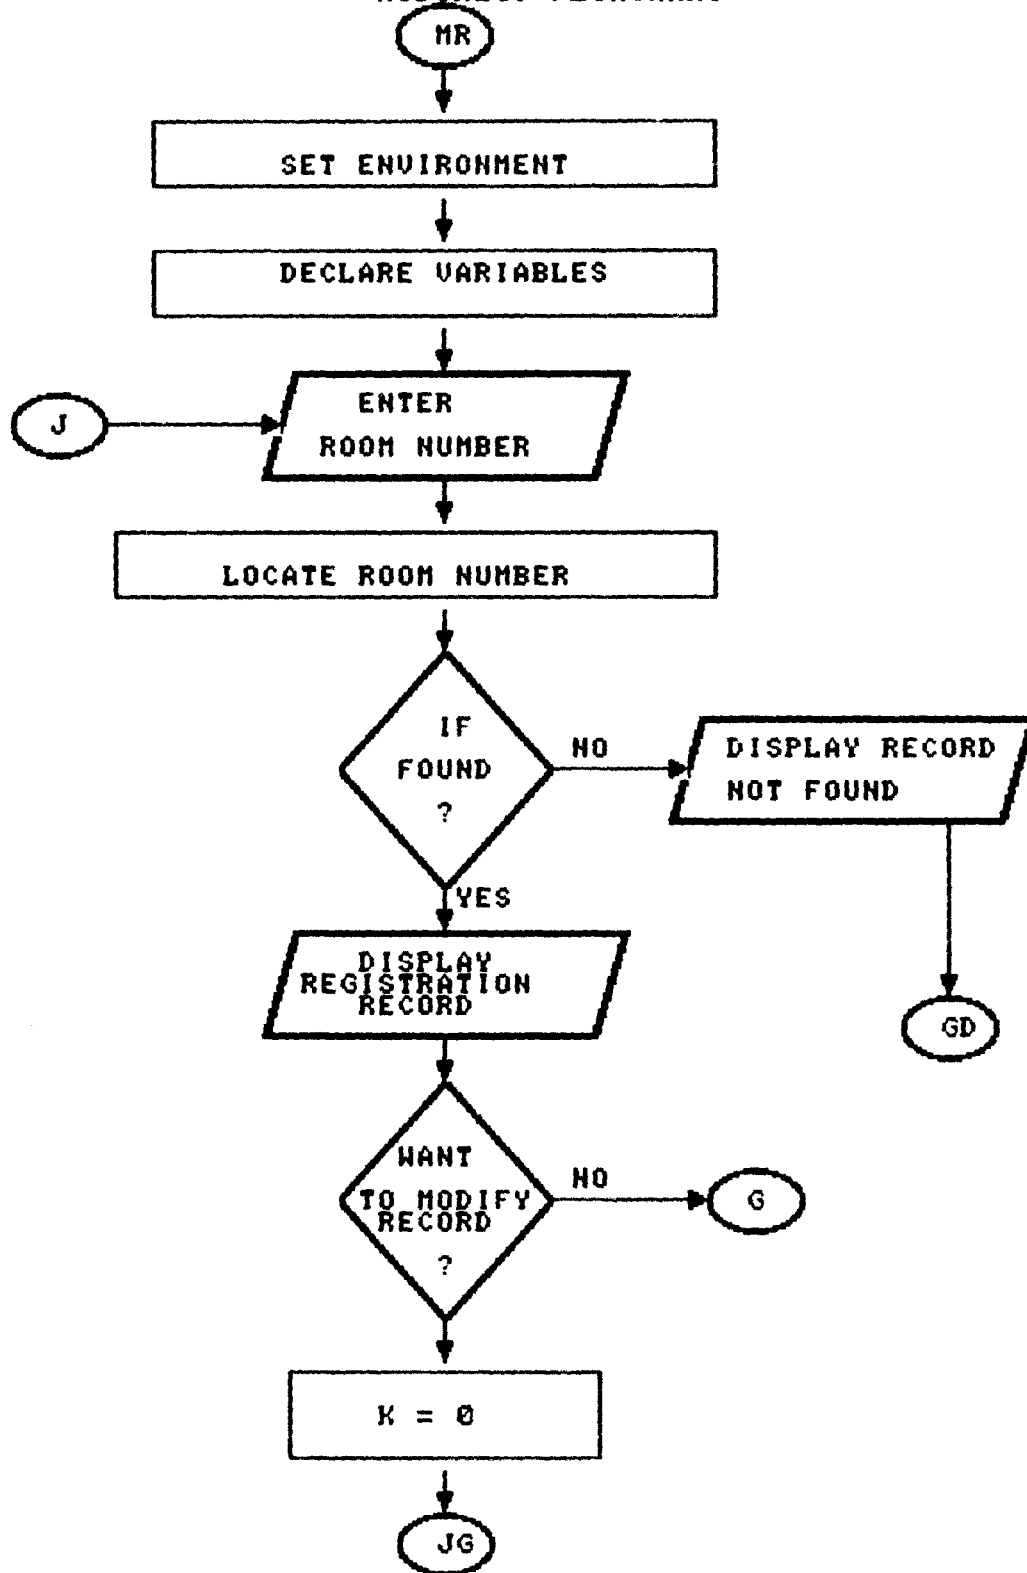 MR
SET ENVIRONMENT
DECLARE VARIABLES
ENTER
ROOM NUMBER
J
LOCATE ROOM NUMBER
IF
FOUND
?
NO
DISPLAY RECORD
NOT FOUND
YES
DISPLAY
REGISTRATION
RECORD
GD
WANT
TO MODIFY
RECORD
?
NO
G
K = 0
JG